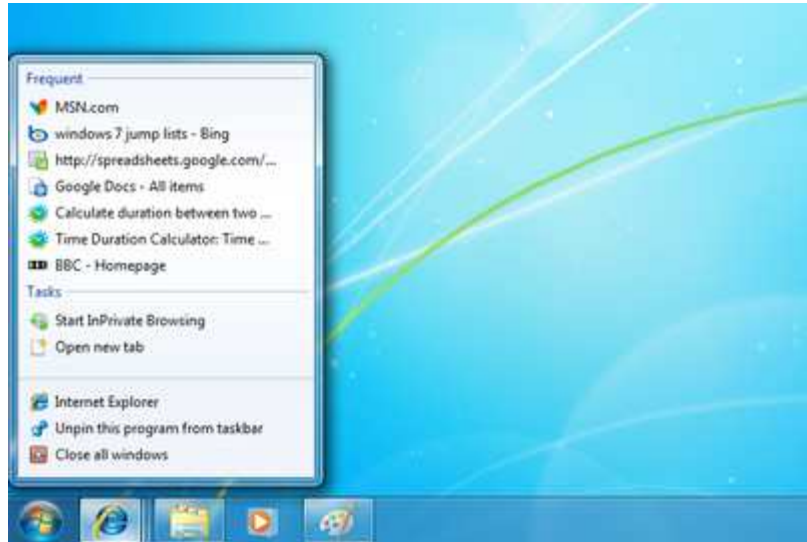 Frequent
MSN.com
windows 7 jump lists - Bing
http://spreadsheets.google.com/...
Google Docs - All items
Calculate duration between two ...
Time Duration Calculator: Time ...
BBC - Homepage
Tasks
Start InPrivate Browsing
Open new tab
Internet Explorer
Unpin this program from taskbar
Close all windows